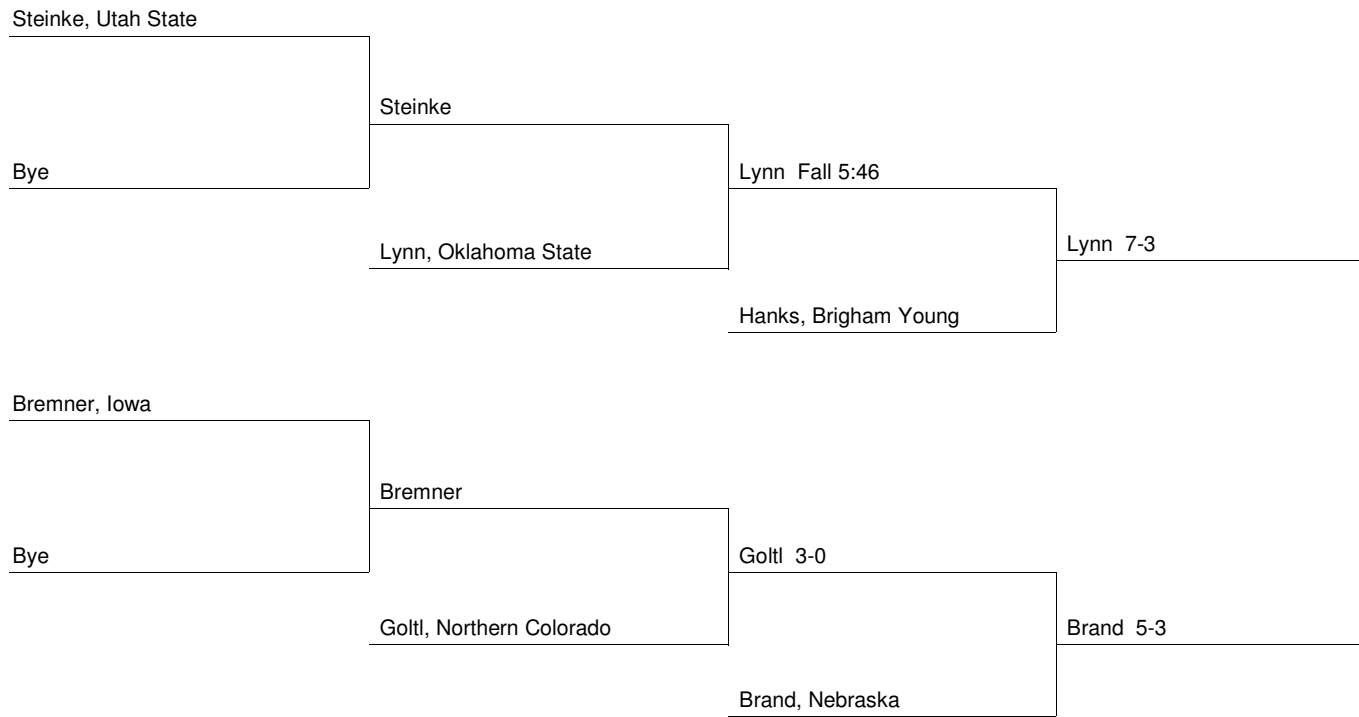 Steinke, Utah State
Steinke
Bye
Lynn  Fall 5:46
Lynn, Oklahoma State
Lynn  7-3
Hanks, Brigham Young
Bremner, Iowa
Bremner
Bye
Goltl  3-0
Goltl, Northern Colorado
Brand  5-3
Brand, Nebraska